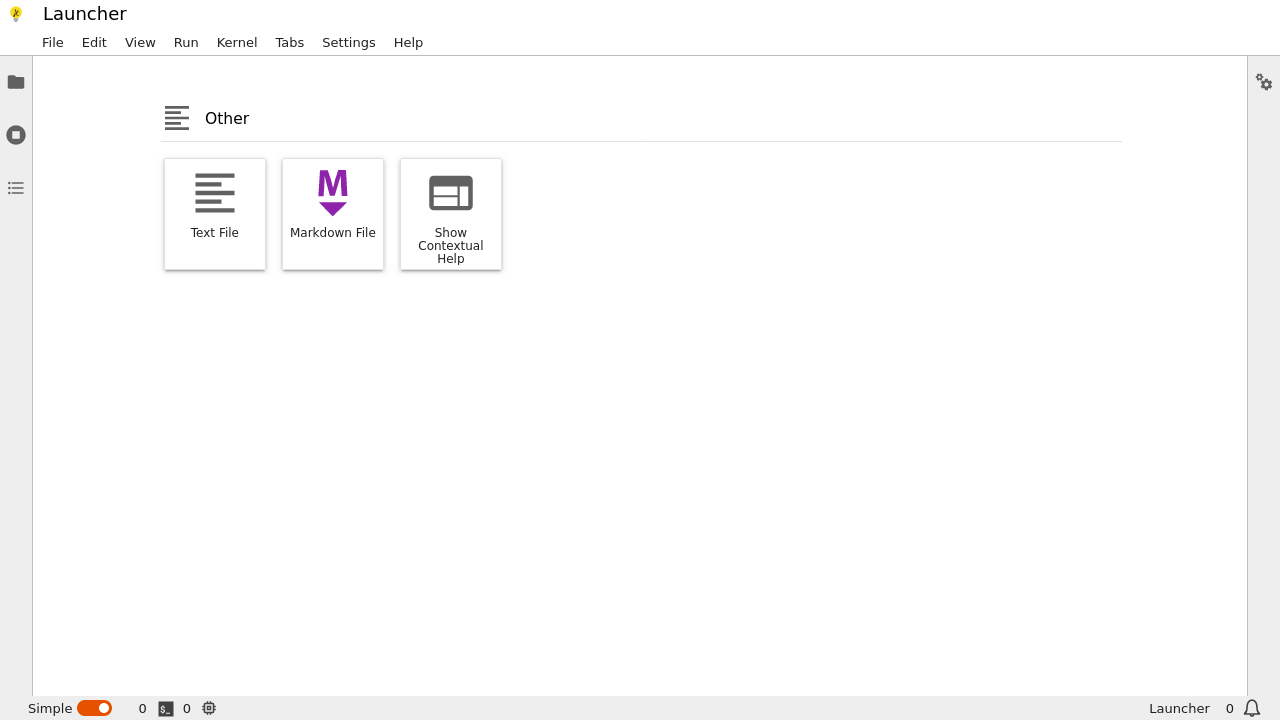 Launcher
File Edit View Run Kernel Tabs Settings Help
Other
Text File
Markdown File
Show
Contextual
Help
Simple 0 $_ 0 Launcher 0